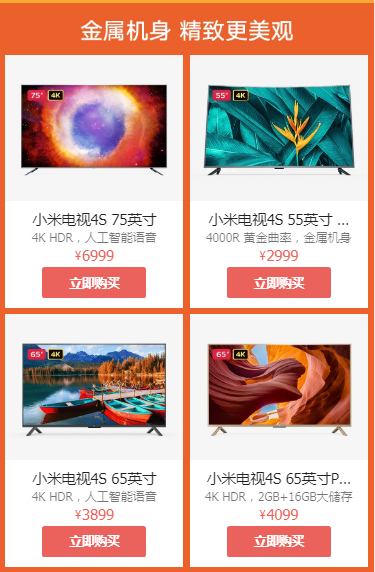 金属机身 精致更美观
75" 4K
55" 4K
小米电视4S 75英寸
小米电视4S 55英寸 ...
4K HDR，人工智能语音
4000R 黄金曲率，金属机身
¥6999
¥2999
立即购买
立即购买
65" 4K
65" 4K
小米电视4S 65英寸
小米电视4S 65英寸P...
4K HDR，人工智能语音
4K HDR，2GB+16GB大储存
¥3899
¥4099
立即购买
立即购买